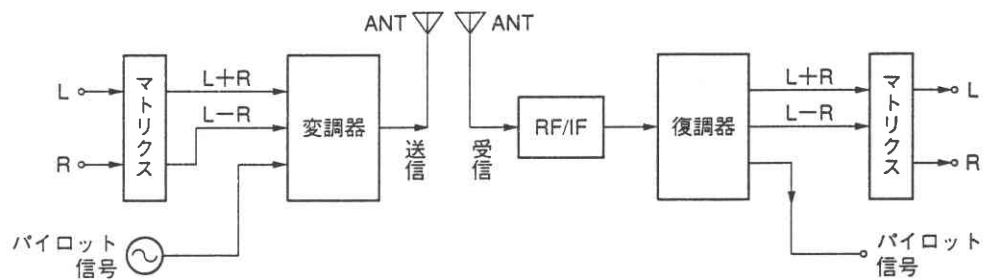 ANT
ANT
L
R
マトリクス
L+R
L−R
変調器
送信
受信
RF/IF
復調器
L+R
L−R
マトリクス
L
R
パイロット
信号
パイロット
信号